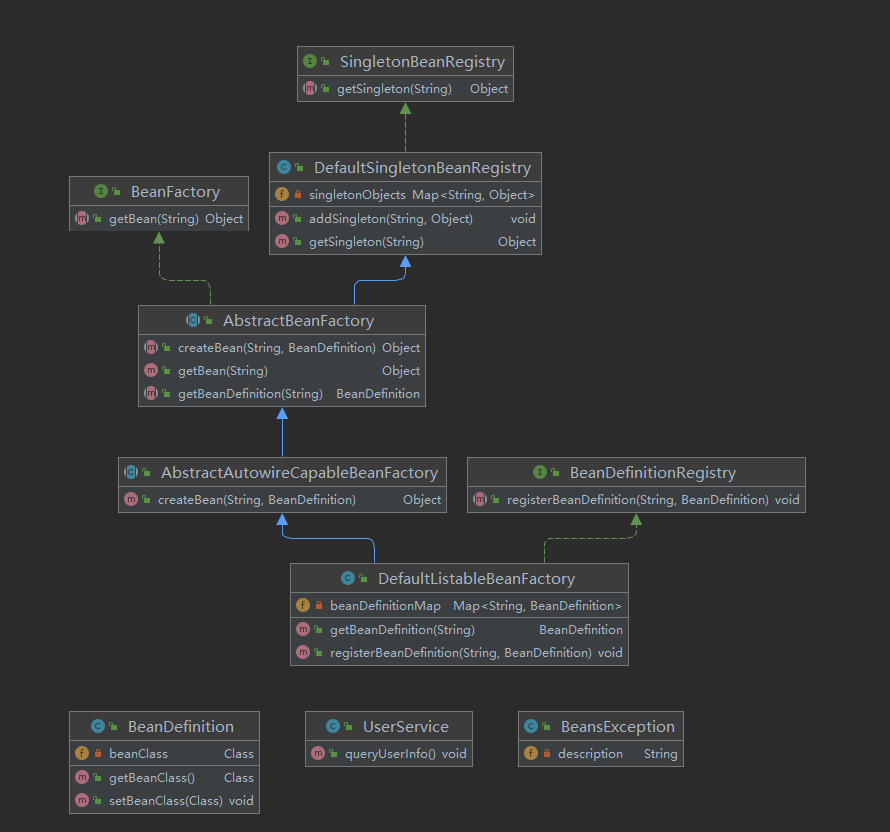 SingletonBeanRegistry
getSingleton(String) Object
DefaultSingletonBeanRegistry
singletonObjects Map<String, Object>
addSingleton(String, Object) void
getSingleton(String) Object
BeanFactory
getBean(String) Object
AbstractBeanFactory
createBean(String, BeanDefinition) Object
getBean(String) Object
getBeanDefinition(String) BeanDefinition
AbstractAutowireCapableBeanFactory
createBean(String, BeanDefinition) Object
BeanDefinitionRegistry
registerBeanDefinition(String, BeanDefinition) void
DefaultListableBeanFactory
beanDefinitionMap Map<String, BeanDefinition>
getBeanDefinition(String) BeanDefinition
registerBeanDefinition(String, BeanDefinition) void
BeanDefinition
beanClass Class
getBeanClass() Class
setBeanClass(Class) void
UserService
queryUserInfo() void
BeansException
description String